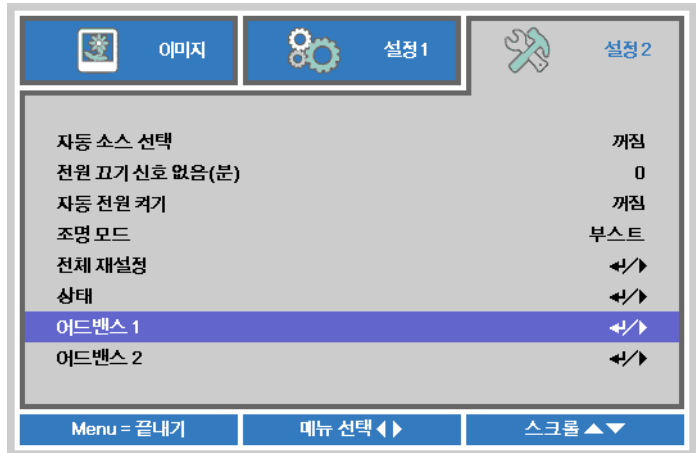 이미지 설정 1 설정 2
자동 소스 선택 꺼짐
전원 끄기 신호 없음(분) 0
자동 전원 켜기 꺼짐
조명 모드 부스트
전체 재설정 ↵/▶
상태 ↵/▶
어드밴스 1 ↵/▶
어드밴스 2 ↵/▶
Menu = 끝내기 메뉴 선택 ◀ ▶ 스크롤 ▲▼